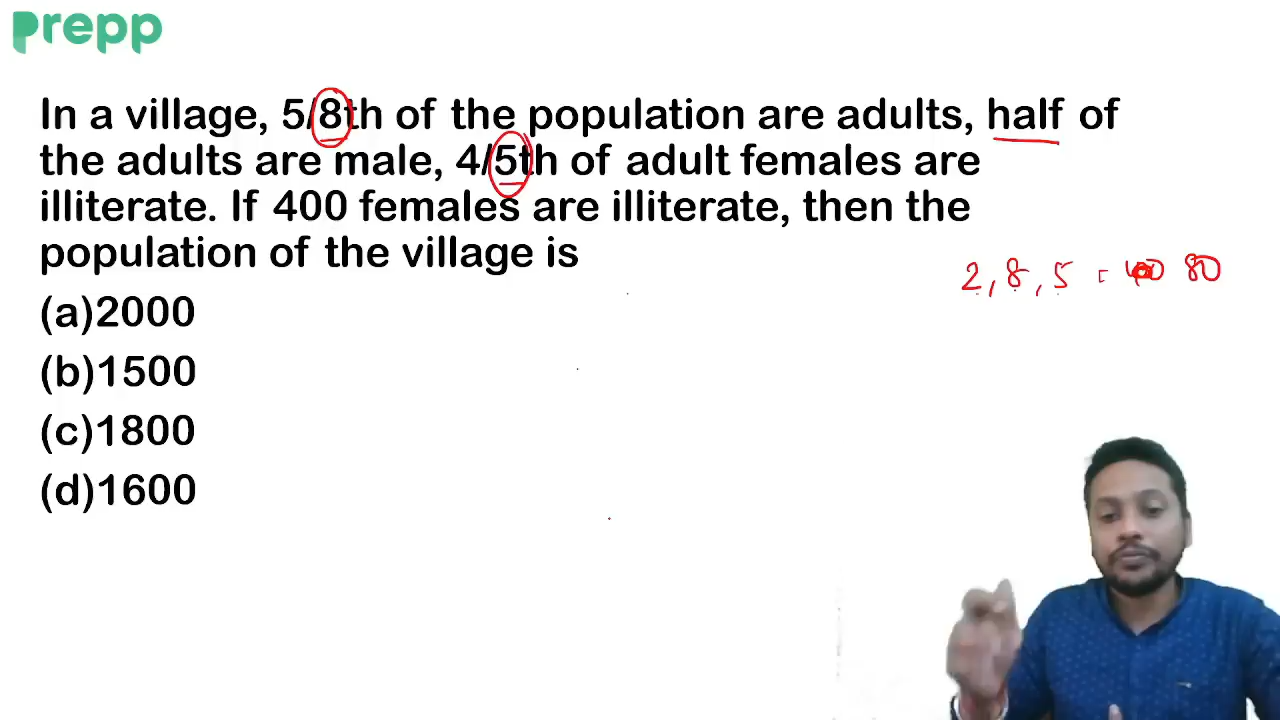 Prepp
In a village, 5/8th of the population are adults, half of
the adults are male, 4/5th of adult females are
illiterate. If 400 females are illiterate, then the
population of the village is
2, 8, 5 = 80
(a)2000
(b)1500
(c)1800
(d)1600